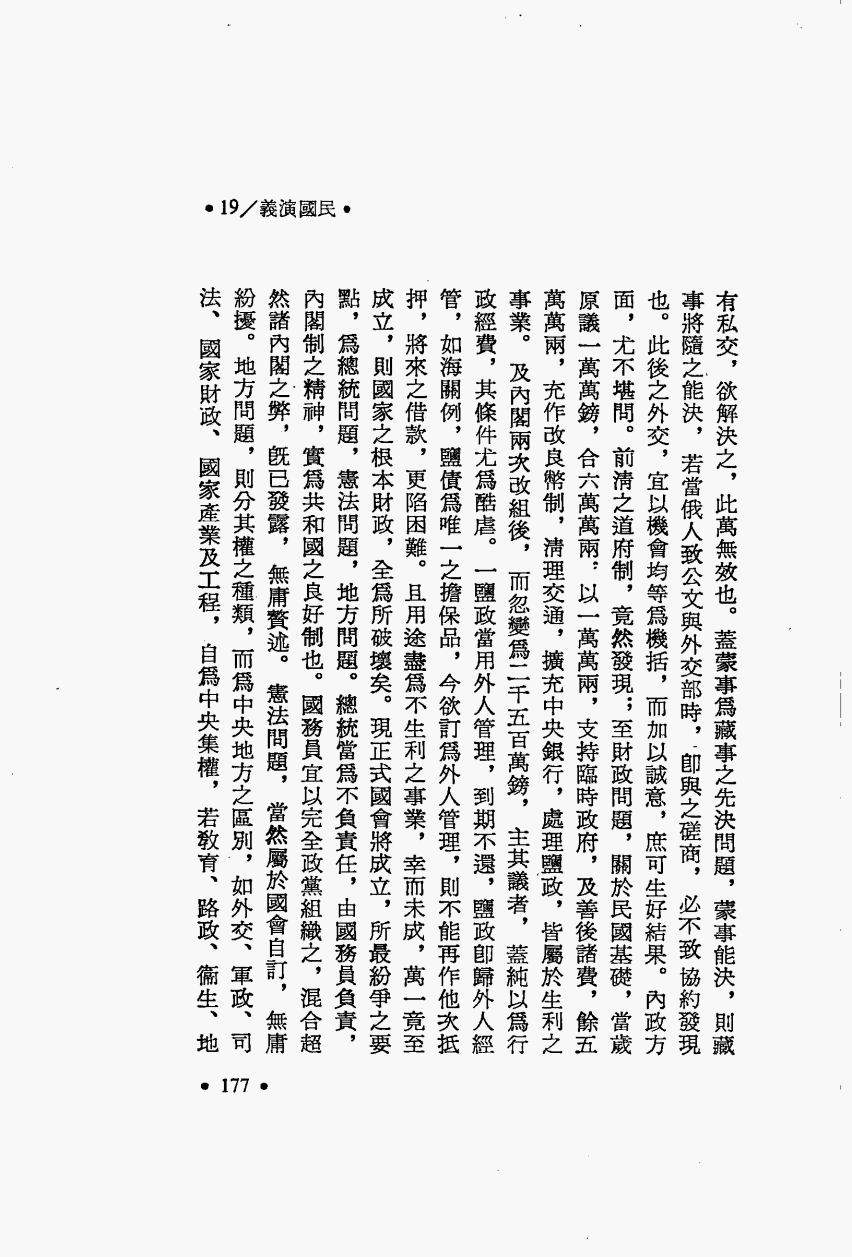 •19/義演國民•
有私交，欲解決之，此萬無效也。蓋蒙事爲藏事之先決問題，蒙事能決，則藏
事將隨之能決，若當俄人致公文與外交部時，卽與之磋商，必不致協約發現
也。此後之外交，宜以機會均等爲機括，而加以誠意，庶可生好結果。內政方
面，尤不堪問。前淸之道府制，竟然發現；至財政問題，關於民國基礎，當歲
原議一萬萬鎊，合六萬萬兩，以一萬萬兩，支持臨時政府，及善後諸費，餘五
萬萬兩，充作改良幣制，淸理交通，擴充中央銀行，處理鹽政，皆屬於生利之
事業。及內閣兩次改組後，而忽變爲二千五百萬鎊，主其議者，蓋純以爲行
政經費，其條件尤爲酷虐。一鹽政當用外人管理，到期不還，鹽政卽歸外人經
管，如海關例，鹽債爲唯一之擔保品，今欲訂爲外人管理，則不能再作他次抵
押，將來之借款，更陷困難。且用途盡爲不生利之事業，幸而未成，萬一竟至
成立，則國家之根本財政，全爲所破壞矣。現正式國會將成立，所最紛爭之要
點，爲總統問題，憲法問題，地方問題。總統當爲不負責任，由國務員負責，
內閣制之精神，實爲共和國之良好制也。國務員宜以完全政黨組織之，混合超
然諸內閣之弊，旣已發露，無庸贅述。憲法問題，當然屬於國會自訂，無庸
紛擾。地方問題，則分其權之種類，而爲中央地方之區別，如外交、軍政、司
法、國家財政、國家產業及工程，自爲中央集權，若敎育、路政、衞生、地
•177•